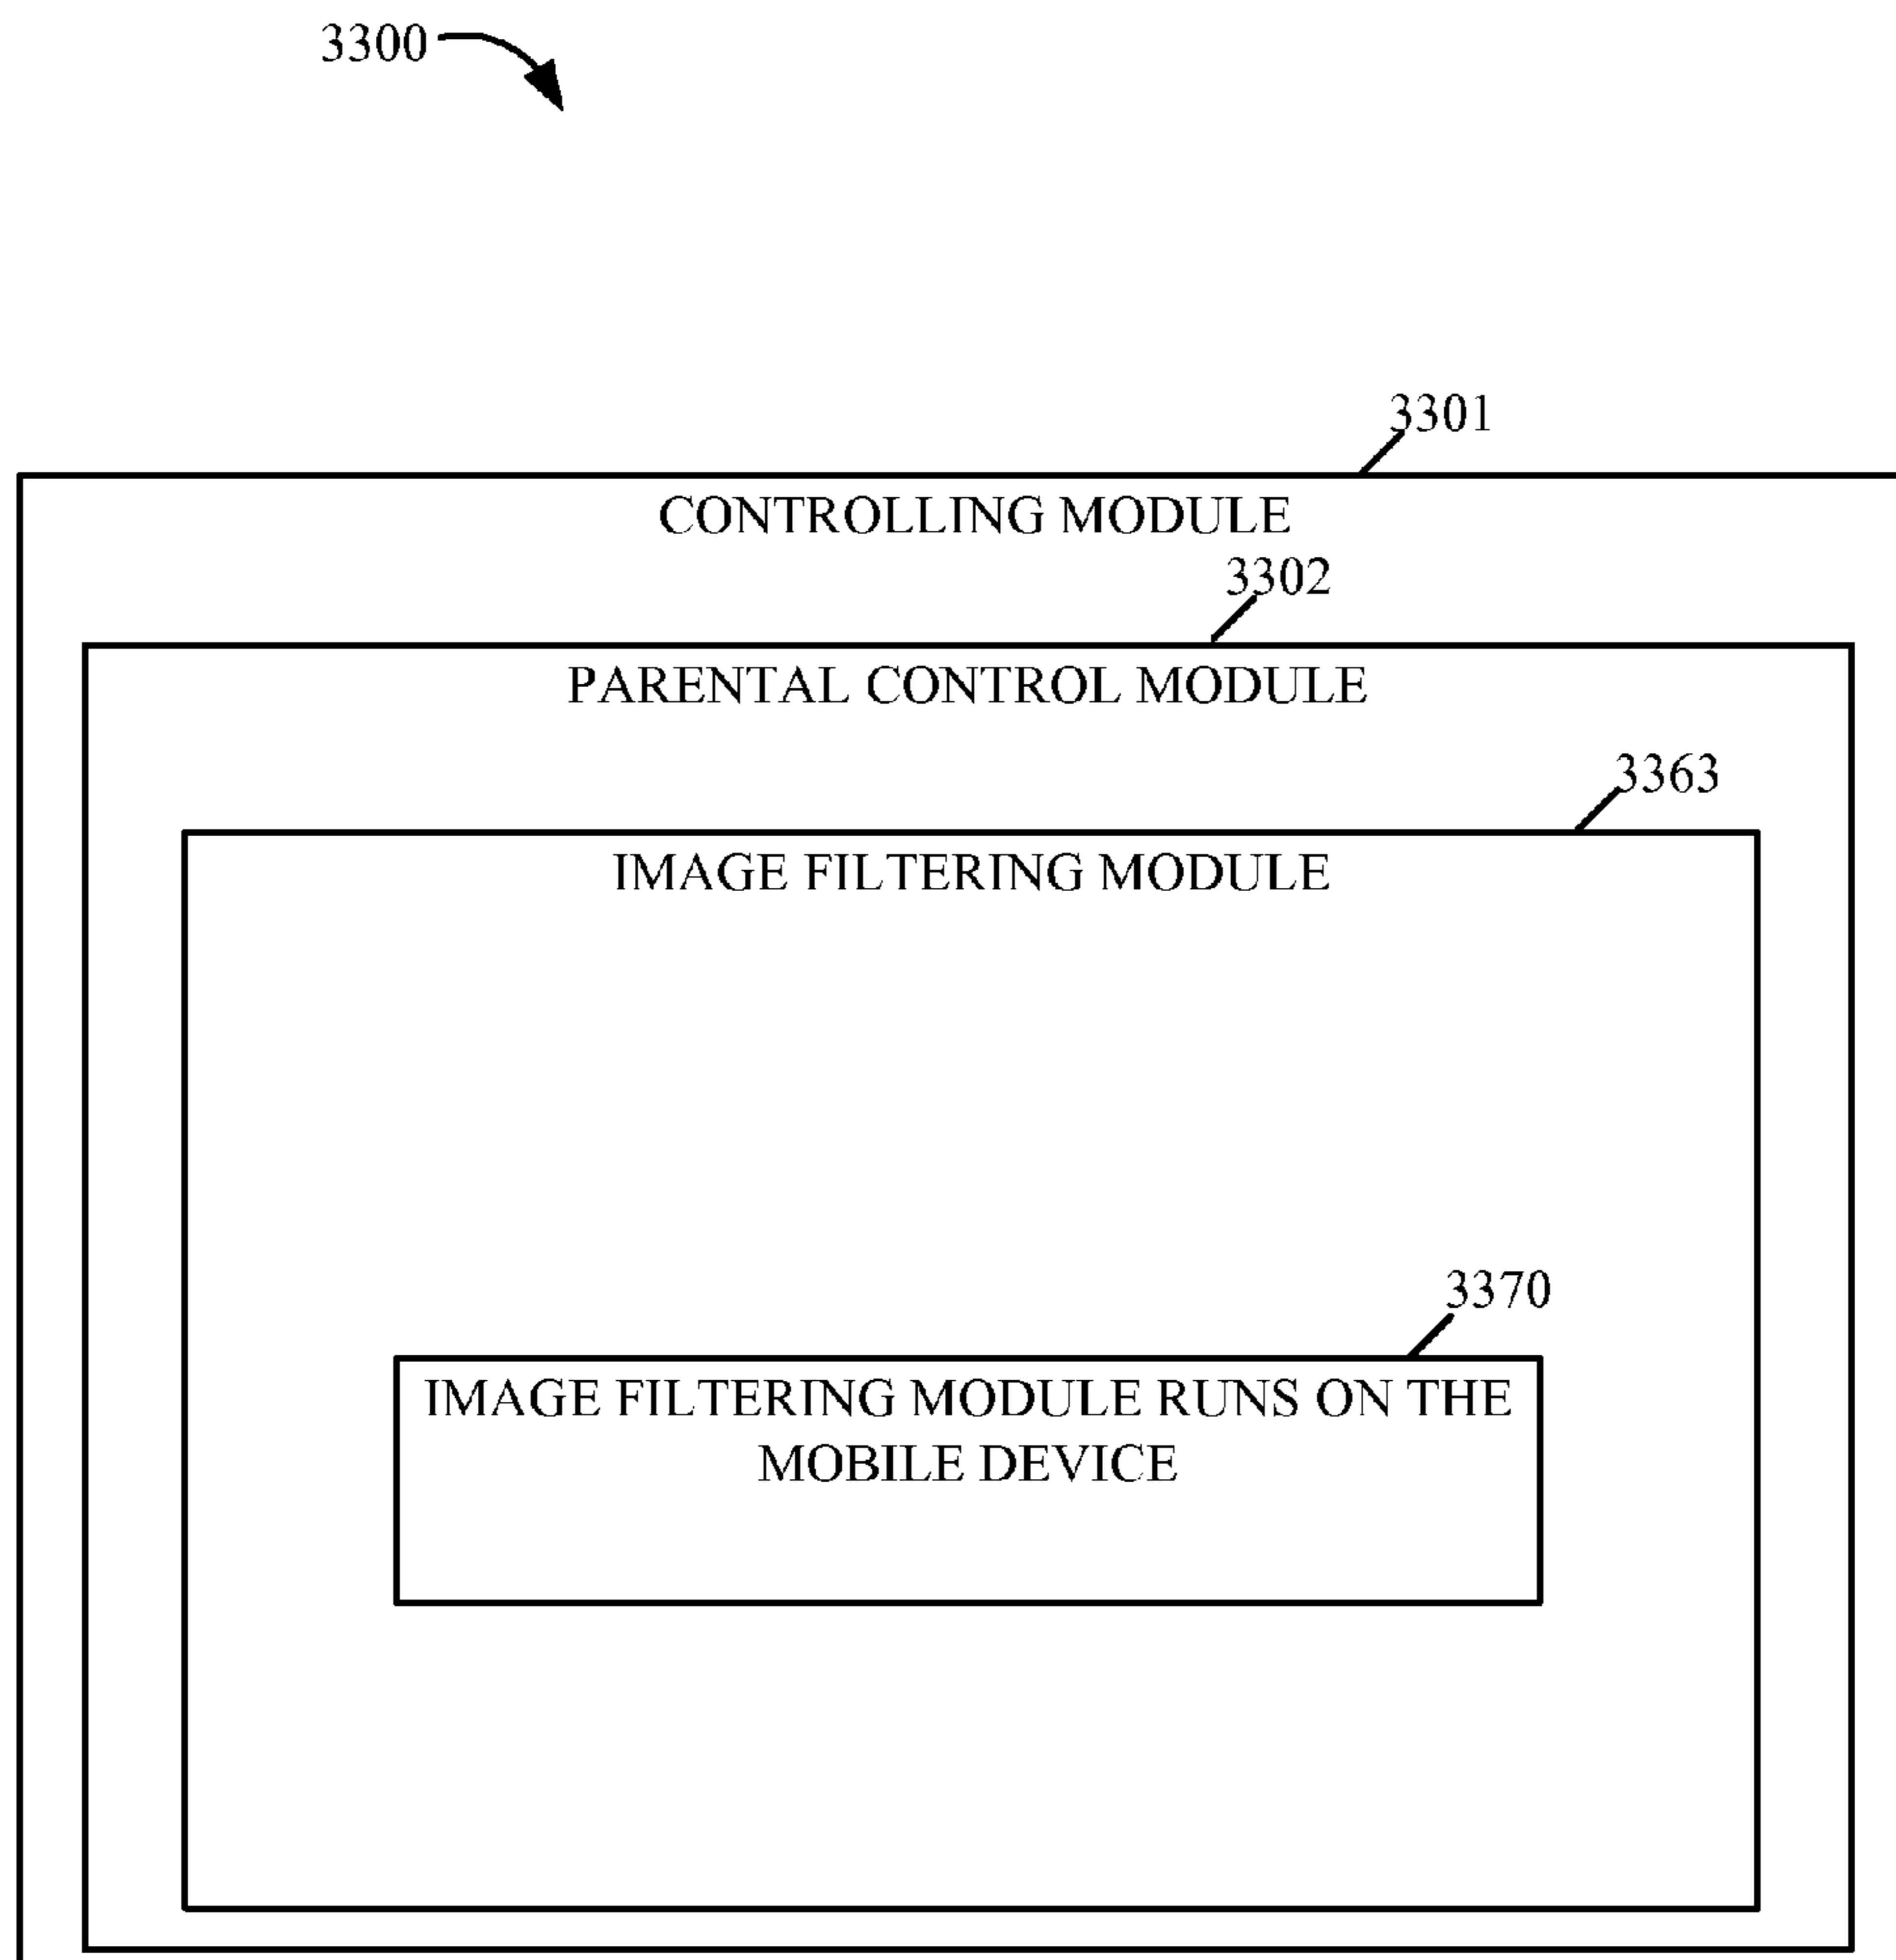 3300
3301
CONTROLLING MODULE
3302
PARENTAL CONTROL MODULE
3363
IMAGE FILTERING MODULE
3370
IMAGE FILTERING MODULE RUNS ON THE
MOBILE DEVICE